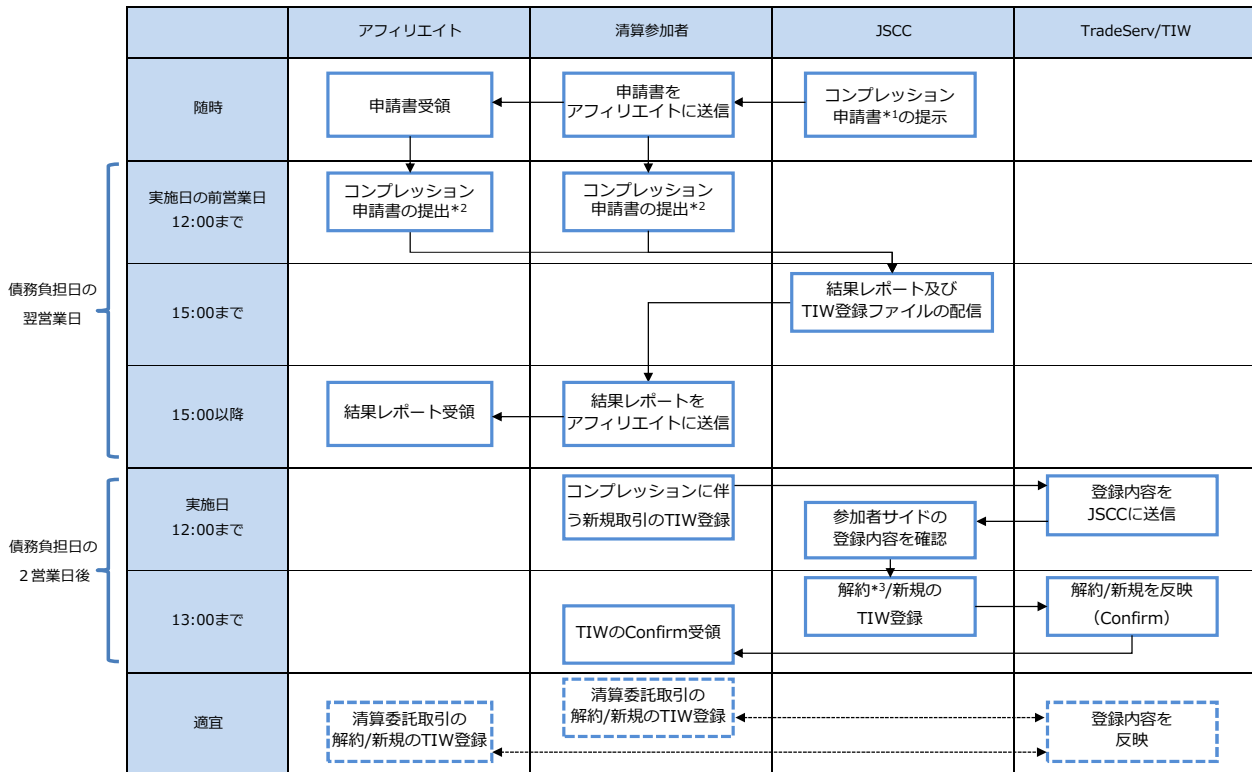 アフィリエイト
清算参加者
JSCC
TradeServ/TIW
随時
申請書受領
申請書を
アフィリエイトに送信
コンプレッション
申請書*1の提示
債務負担日の
翌営業日
実施日の前営業日
12:00まで
コンプレッション
申請書の提出*2
コンプレッション
申請書の提出*2
15:00まで
結果レポート及び
TIW登録ファイルの配信
15:00以降
結果レポート受領
結果レポートを
アフィリエイトに送信
債務負担日の
２営業日後
実施日
12:00まで
コンプレッションに伴
う新規取引のTIW登録
参加者サイドの
登録内容を確認
登録内容を
JSCCに送信
13:00まで
TIWのConfirm受領
解約*3/新規の
TIW登録
解約/新規を反映
（Confirm）
適宜
清算委託取引の
解約/新規のTIW登録
清算委託取引の
解約/新規のTIW登録
登録内容を
反映